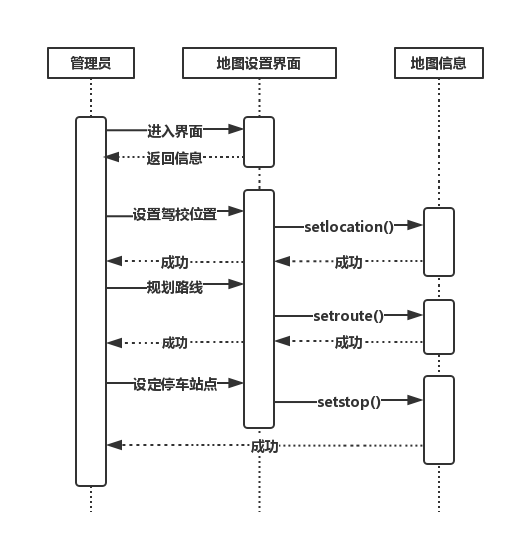 管理员
地图设置界面
地图信息
进入界面
返回信息
设置驾校位置
setlocation()
成功
成功
规划路线
setroute()
成功
成功
设定停车站点
setstop()
成功